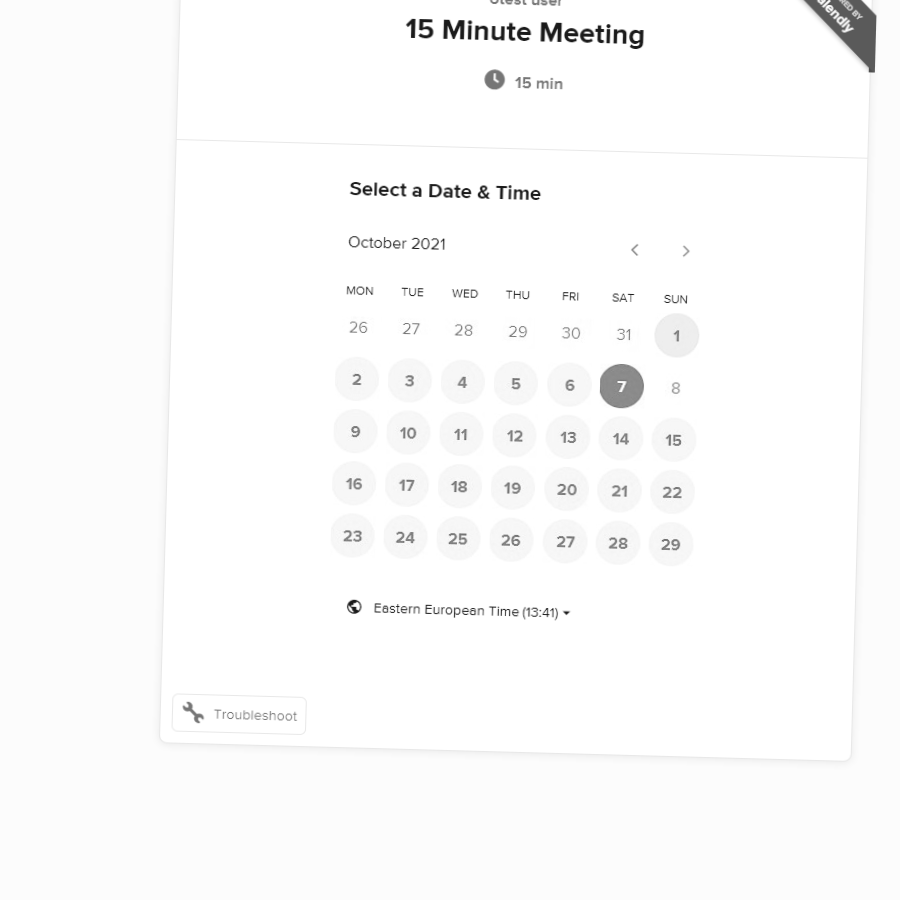 15 Minute Meeting
15 min
Select a Date & Time
October 2021
MON TUE WED THU FRI SAT SUN
26 27 28 29 30 31 1
2 3 4 5 6 7 8
9 10 11 12 13 14 15
16 17 18 19 20 21 22
23 24 25 26 27 28 29
Eastern European Time (13:41)
Troubleshoot